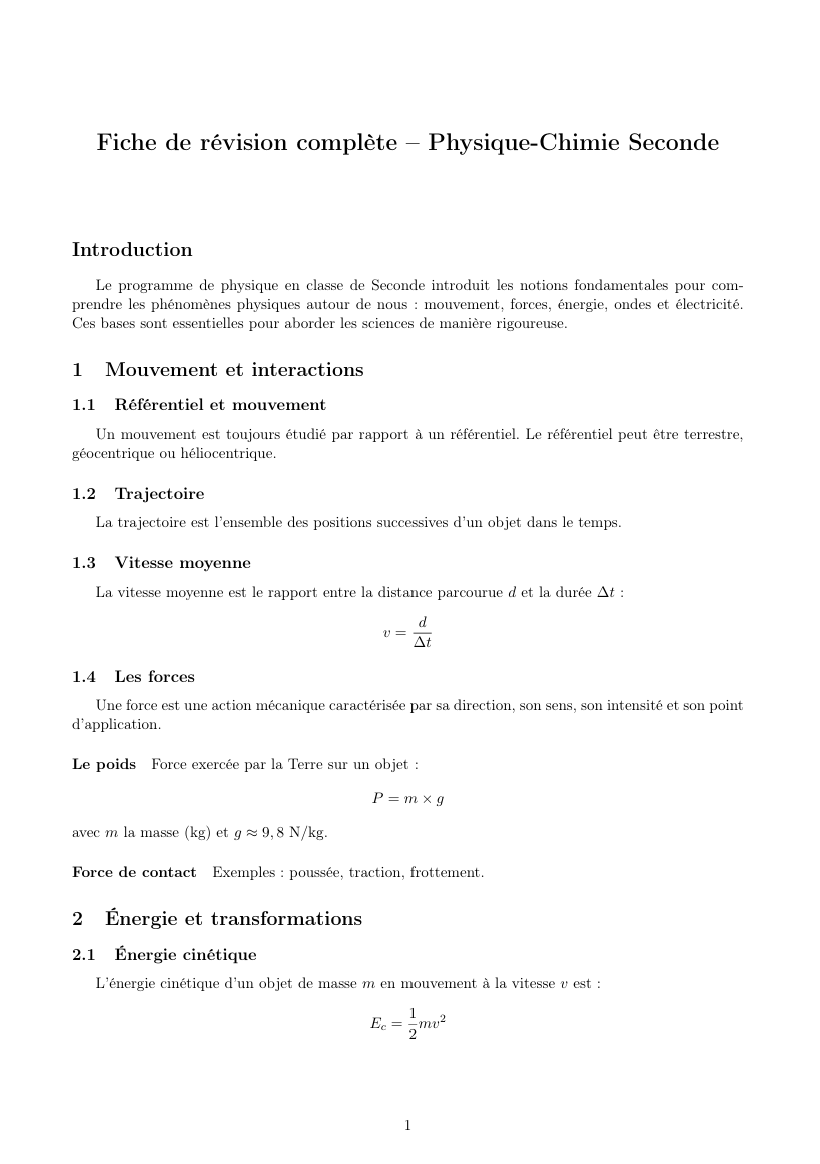 Fiche de révision complète – Physique-Chimie Seconde
Introduction
Le programme de physique en classe de Seconde introduit les notions fondamentales pour com-
prendre les phénomènes physiques autour de nous : mouvement, forces, énergie, ondes et électricité.
Ces bases sont essentielles pour aborder les sciences de manière rigoureuse.
1 Mouvement et interactions
1.1 Référentiel et mouvement
Un mouvement est toujours étudié par rapport à un référentiel. Le référentiel peut être terrestre,
géocentrique ou héliocentrique.
1.2 Trajectoire
La trajectoire est l'ensemble des positions successives d'un objet dans le temps.
1.3 Vitesse moyenne
La vitesse moyenne est le rapport entre la distance parcourue d et la durée Δt :
v = d/Δt
1.4 Les forces
Une force est une action mécanique caractérisée par sa direction, son sens, son intensité et son point
d'application.
Le poids Force exercée par la Terre sur un objet :
P = m × g
avec m la masse (kg) et g ≈ 9, 8 N/kg.
Force de contact Exemples : poussée, traction, frottement.
2 Énergie et transformations
2.1 Énergie cinétique
L'énergie cinétique d'un objet de masse m en mouvement à la vitesse v est :
E_c = 1/2 mv²
1